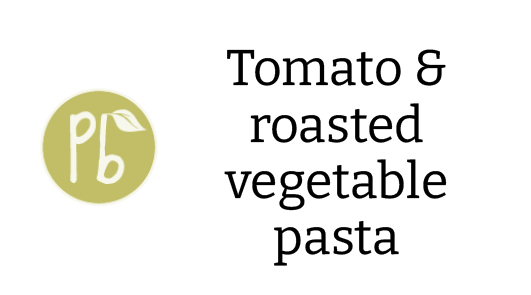 Pb
Tomato &
roasted
vegetable
pasta